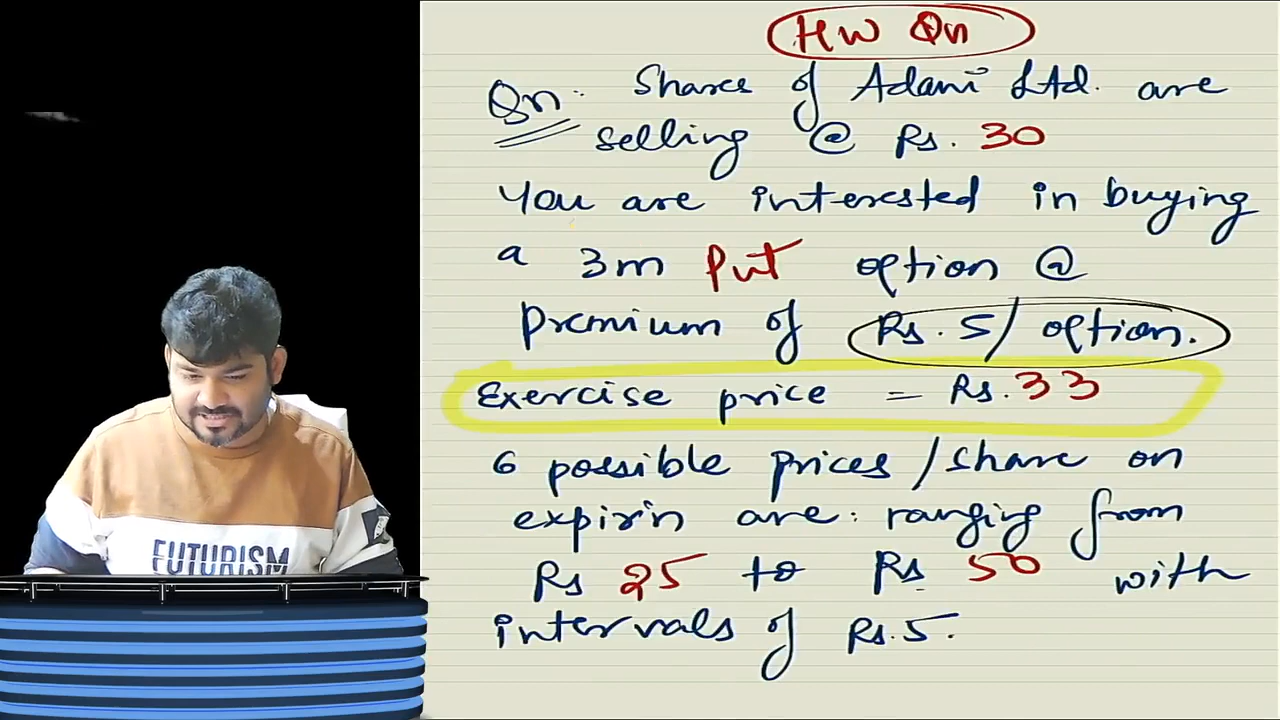 HW Qn
Qn: Shares of Adani Ltd. are
selling @ Rs. 30
You are interested in buying
a 3m Put option @
premium of Rs. 5/option.
Exercise price = Rs. 33
6 possible prices/share on
expirin are: ranging from
Rs 25 to Rs 50 with
intervals of Rs. 5.
FUTURISM